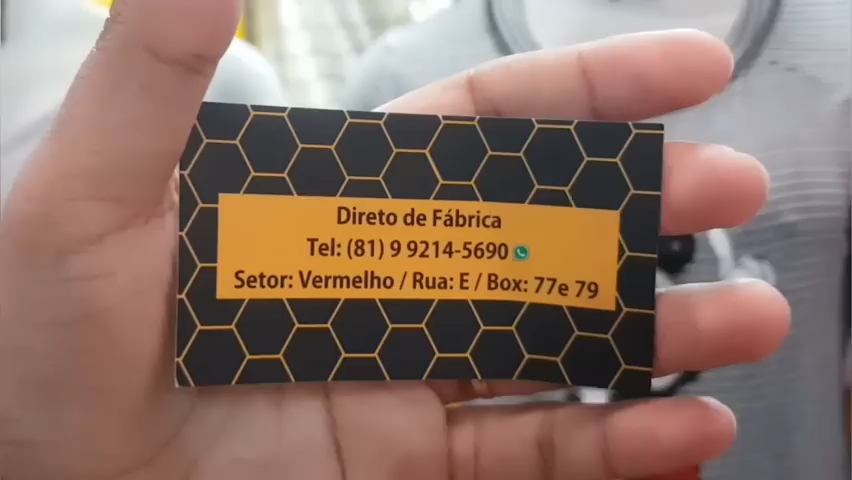 Direto de Fábrica
Tel: (81) 9 9214-5690
Setor: Vermelho / Rua: E / Box: 77e 79